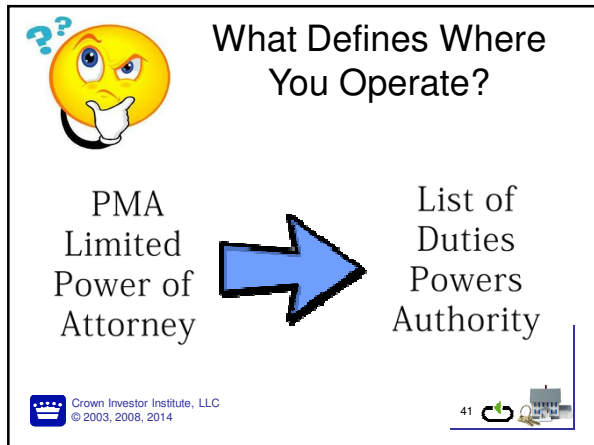 ??
What Defines Where
You Operate?
PMA
Limited
Power of
Attorney
List of
Duties
Powers
Authority
Crown Investor Institute, LLC
© 2003, 2008, 2014
41